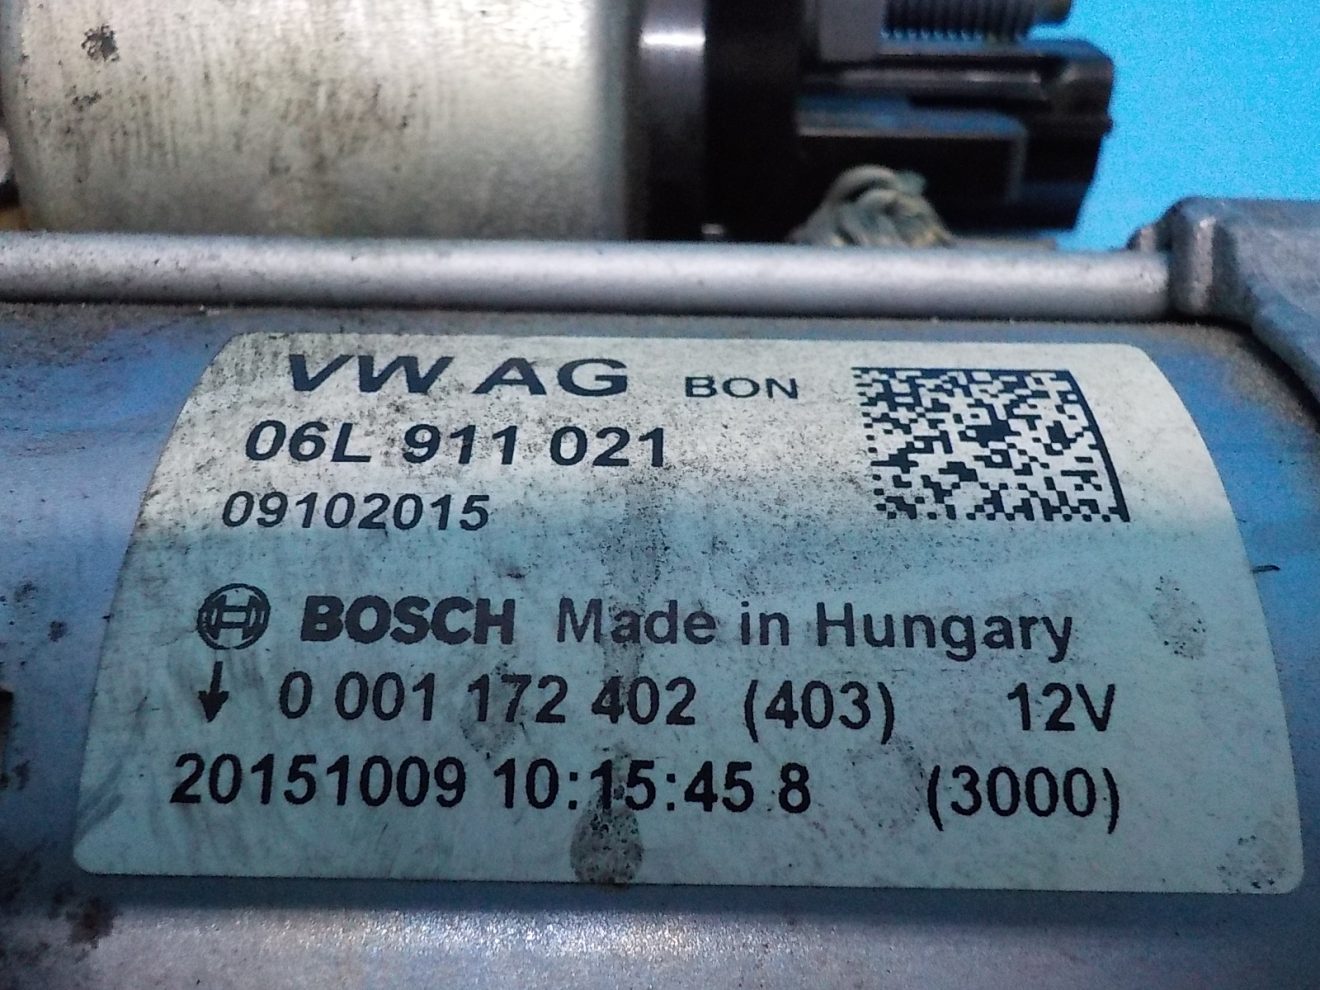 VW AG BON
06L 911 021
09102015
BOSCH Made in Hungary
↓ 0 001 172 402 (403) 12V
20151009 10:15:45 8 (3000)